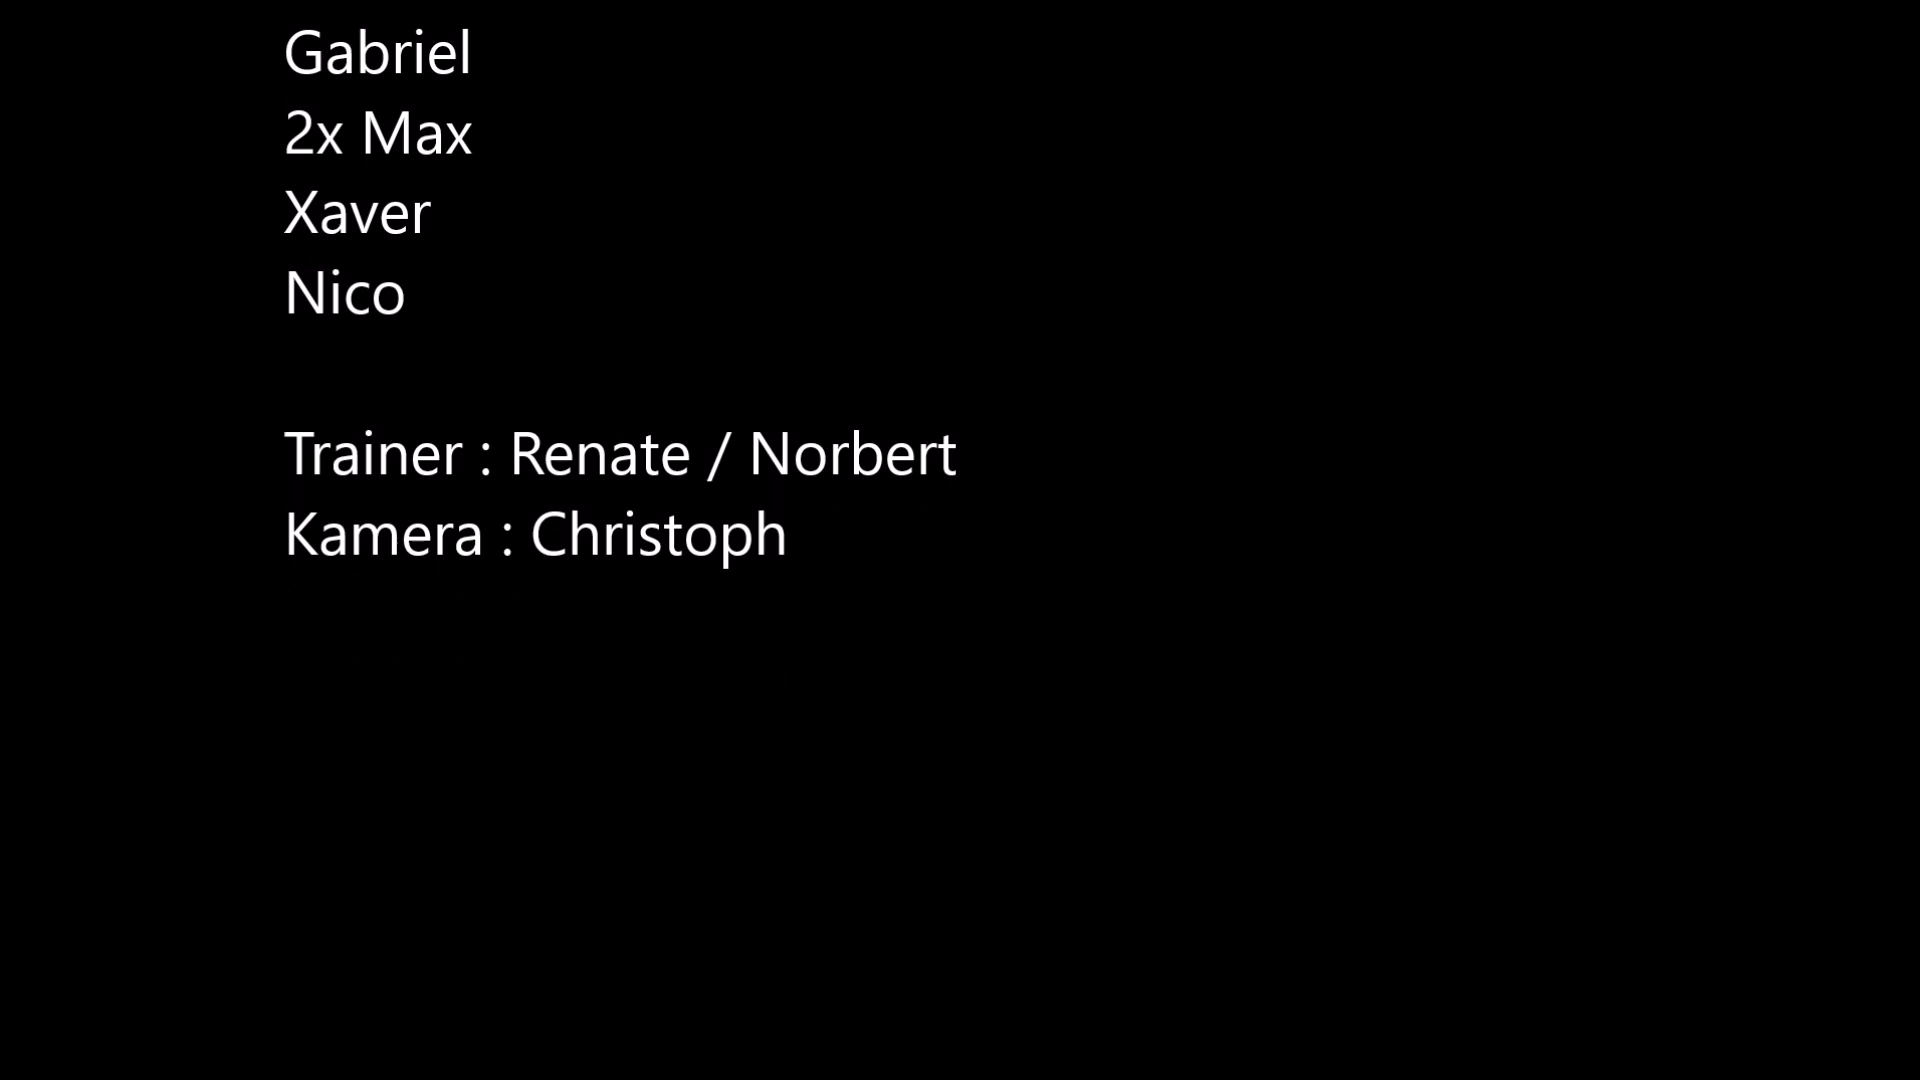 Gabriel
2x Max
Xaver
Nico
Trainer : Renate / Norbert
Kamera : Christoph